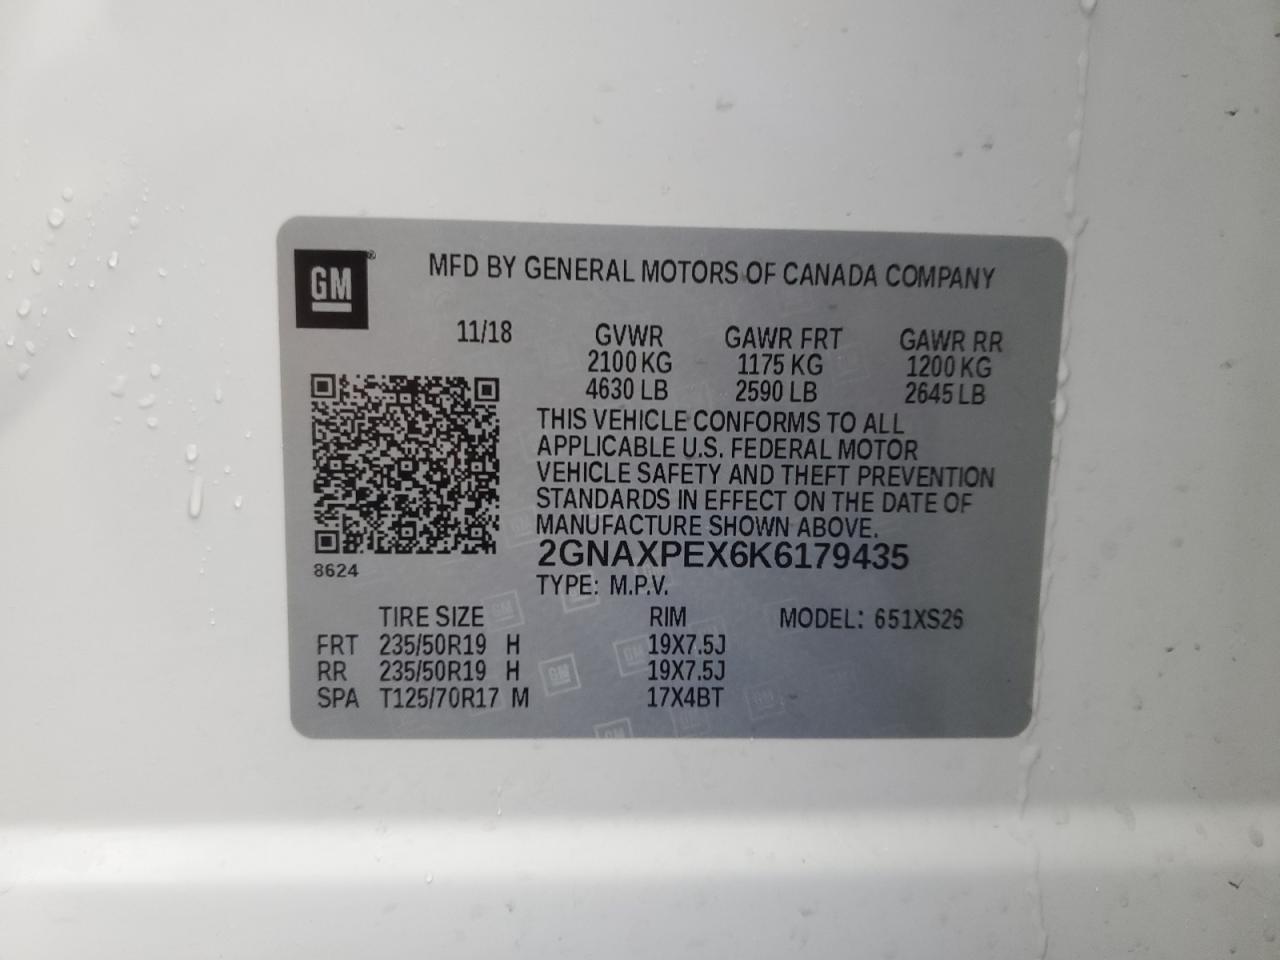 GM®
MFD BY GENERAL MOTORS OF CANADA COMPANY
11/18 GVWR GAWR FRT GAWR RR
2100 KG 1175 KG 1200 KG
4630 LB 2590 LB 2645 LB
THIS VEHICLE CONFORMS TO ALL
APPLICABLE U.S. FEDERAL MOTOR
VEHICLE SAFETY AND THEFT PREVENTION
STANDARDS IN EFFECT ON THE DATE OF
MANUFACTURE SHOWN ABOVE.
2GNAXPEX6K6179435
8624
TYPE: M.P.V.
TIRE SIZE RIM MODEL: 651XS26
FRT 235/50R19 H 19X7.5J
RR 235/50R19 H 19X7.5J
SPA T125/70R17 M 17X4BT